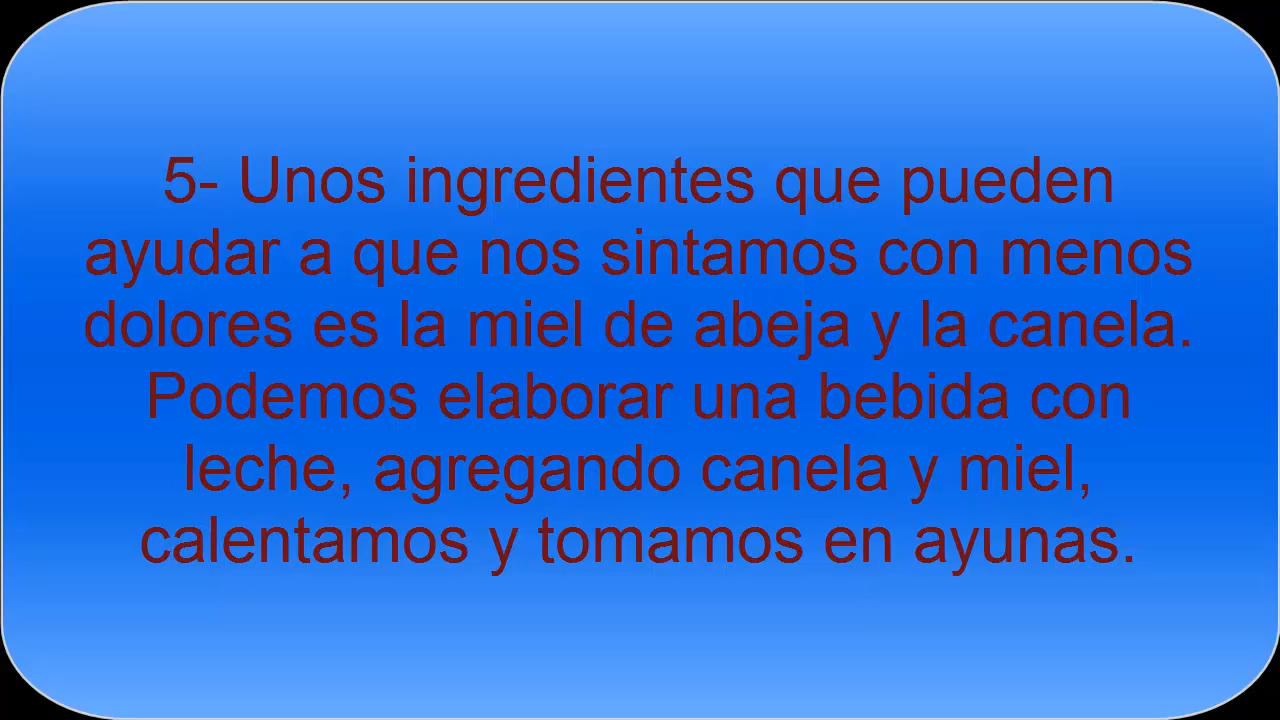 5- Unos ingredientes que pueden
ayudar a que nos sintamos con menos
dolores es la miel de abeja y la canela.
Podemos elaborar una bebida con
leche, agregando canela y miel,
calentamos y tomamos en ayunas.